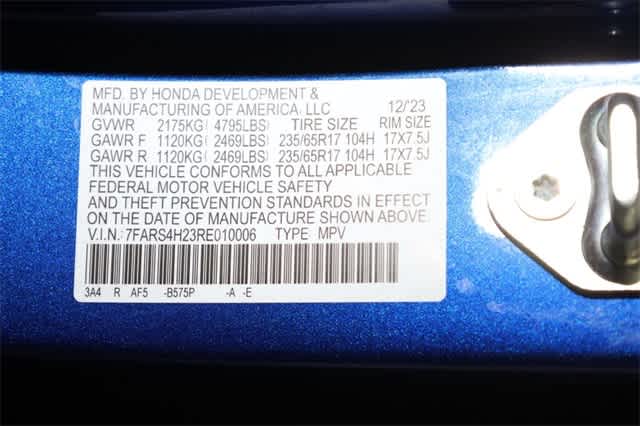 MFD. BY HONDA DEVELOPMENT &
MANUFACTURING OF AMERICA, LLC 12/'23
GVWR 2175KG( 4795LBS) TIRE SIZE RIM SIZE
GAWR F 1120KG( 2469LBS) 235/65R17 104H 17X7.5J
GAWR R 1120KG( 2469LBS) 235/65R17 104H 17X7.5J
THIS VEHICLE CONFORMS TO ALL APPLICABLE
FEDERAL MOTOR VEHICLE SAFETY
AND THEFT PREVENTION STANDARDS IN EFFECT
ON THE DATE OF MANUFACTURE SHOWN ABOVE.
V.I.N.:7FARS4H23RE010006 TYPE MPV
3A4 R AF5 -B575P -A -E